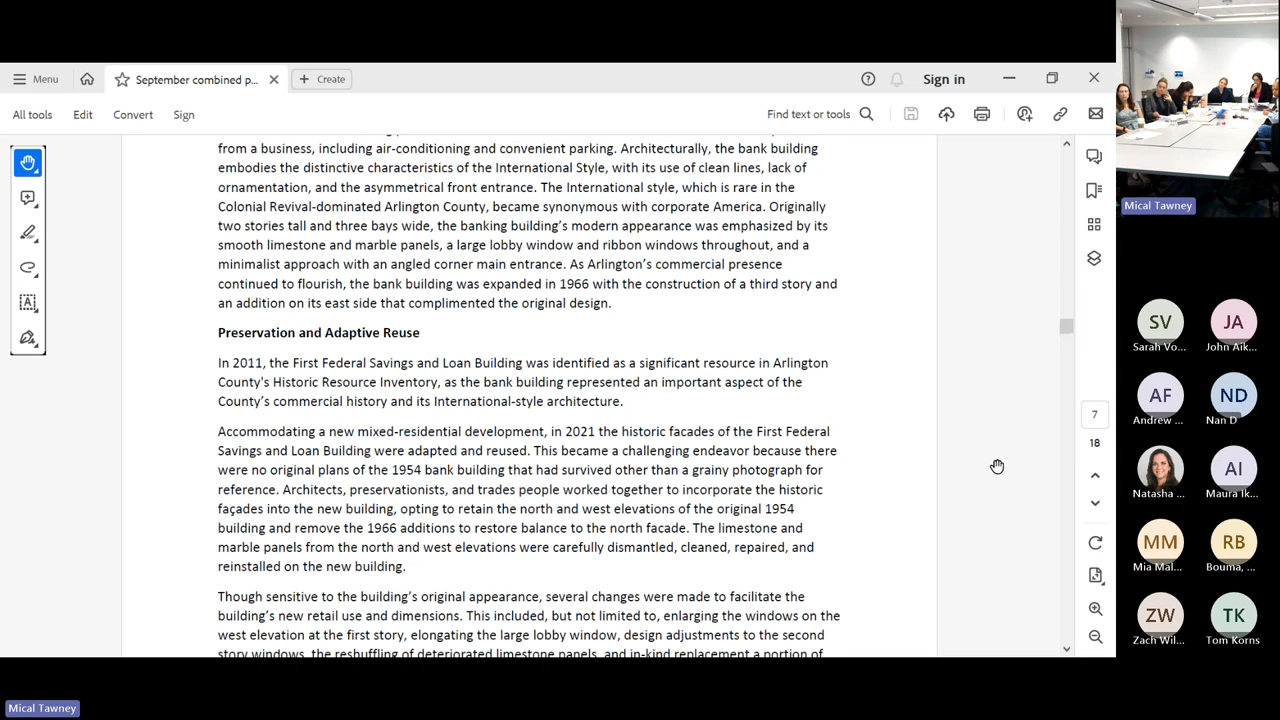 Menu
September combined p...
Create
Sign in
All tools
Edit
Convert
Sign
Find text or tools
from a business, including air-conditioning and convenient parking. Architecturally, the bank building
embodies the distinctive characteristics of the International Style, with its use of clean lines, lack of
ornamentation, and the asymmetrical front entrance. The International style, which is rare in the
Colonial Revival-dominated Arlington County, became synonymous with corporate America. Originally
two stories tall and three bays wide, the banking building’s modern appearance was emphasized by its
smooth limestone and marble panels, a large lobby window and ribbon windows throughout, and a
minimalist approach with an angled corner main entrance. As Arlington’s commercial presence
continued to flourish, the bank building was expanded in 1966 with the construction of a third story and
an addition on its east side that complimented the original design.
Preservation and Adaptive Reuse
In 2011, the First Federal Savings and Loan Building was identified as a significant resource in Arlington
County's Historic Resource Inventory, as the bank building represented an important aspect of the
County’s commercial history and its International-style architecture.
Accommodating a new mixed-residential development, in 2021 the historic facades of the First Federal
Savings and Loan Building were adapted and reused. This became a challenging endeavor because there
were no original plans of the 1954 bank building that had survived other than a grainy photograph for
reference. Architects, preservationists, and trades people worked together to incorporate the historic
façades into the new building, opting to retain the north and west elevations of the original 1954
building and remove the 1966 additions to restore balance to the north facade. The limestone and
marble panels from the north and west elevations were carefully dismantled, cleaned, repaired, and
reinstalled on the new building.
Though sensitive to the building’s original appearance, several changes were made to facilitate the
building’s new retail use and dimensions. This included, but not limited to, enlarging the windows on the
west elevation at the first story, elongating the large lobby window, design adjustments to the second
story windows, the reshuffling of deteriorated limestone panels, and in-kind replacement a portion of
7
18
Mical Tawney
SV
Sarah Vo...
JA
John Aik...
AF
Andrew ...
ND
Nan D
Natasha ...
AI
Maura Ik...
MM
Mia Mal...
RB
Bouma, ...
ZW
Zach Wil...
TK
Tom Korns
Mical Tawney